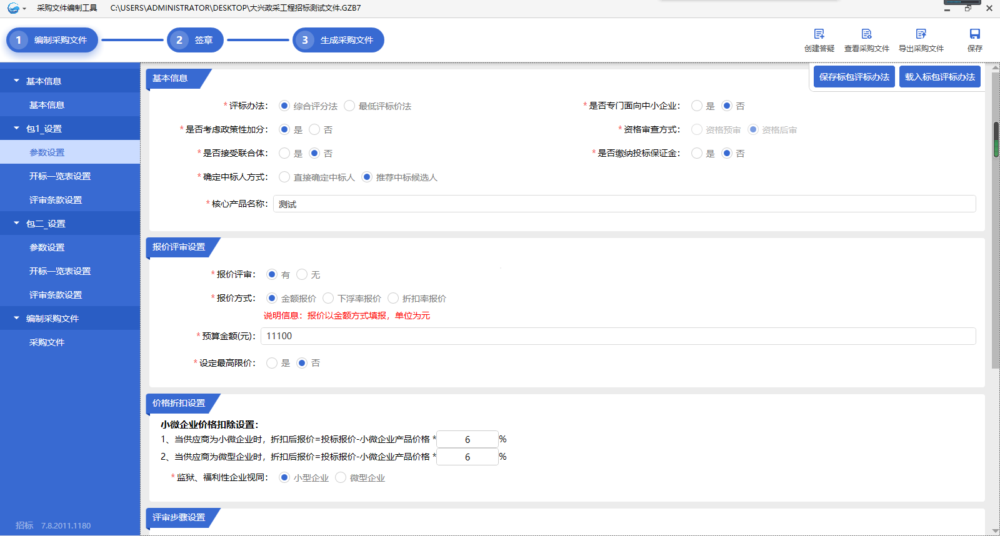 采购文件编制工具 C:\USERS\ADMINISTRATOR\DESKTOP\大兴政采工程招标测试文件.GZB7
1 编制采购文件 2 签章 3 生成采购文件
创建答疑 查看采购文件 导出采购文件 保存
基本信息
基本信息
包1_设置
参数设置
开标一览表设置
评审条款设置
包二_设置
参数设置
开标一览表设置
评审条款设置
编制采购文件
采购文件
招标 7.8.2011.1180
保存标包评标办法 载入标包评标办法
基本信息
*评标办法： 综合评分法 最低评标价法 *是否专门面向中小企业： 是 否
*是否考虑政策性加分： 是 否 *资格审查方式： 资格预审 资格后审
*是否接受联合体： 是 否 *是否缴纳投标保证金： 是 否
*确定中标人方式： 直接确定中标人 推荐中标候选人
*核心产品名称： 测试
报价评审设置
*报价评审： 有 无
*报价方式： 金额报价 下浮率报价 折扣率报价
说明信息：报价以金额方式填报，单位为元
*预算金额(元)： 11100
*设定最高限价： 是 否
价格折扣设置
小微企业价格扣除设置：
1、当供应商为小微企业时，折扣后报价=投标报价-小微企业产品价格 * 6 %
2、当供应商为微型企业时，折扣后报价=投标报价-小微企业产品价格 * 6 %
*监狱、福利性企业视同： 小型企业 微型企业
评审步骤设置